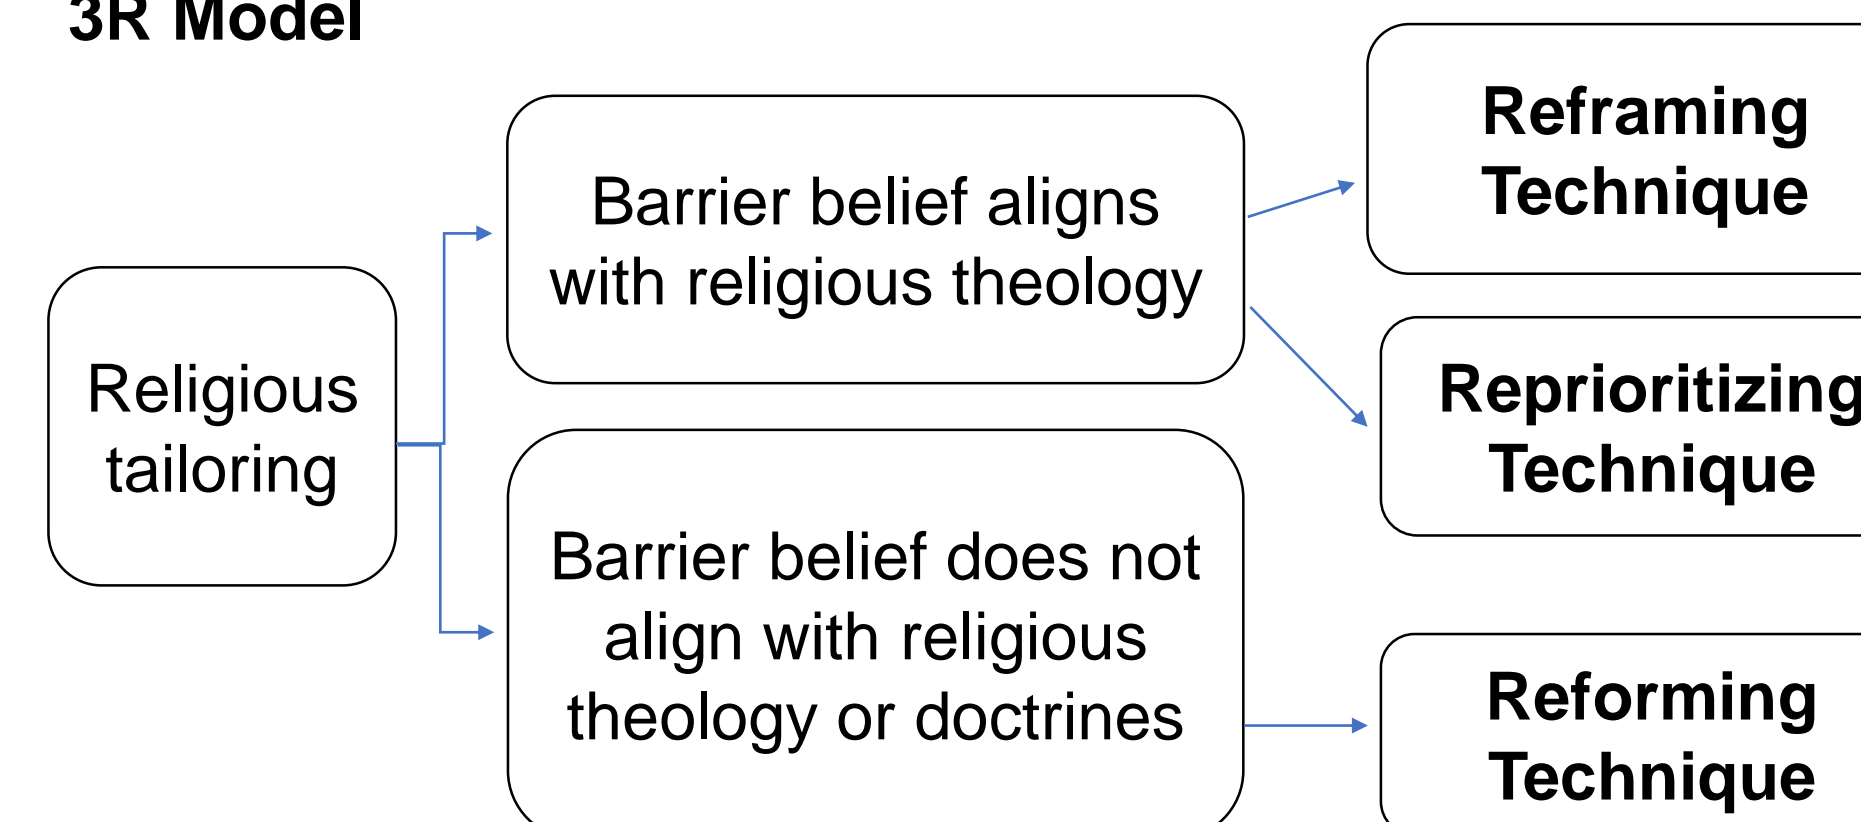 3R Model
Religious
tailoring
Barrier belief aligns
with religious theology
Barrier belief does not
align with religious
theology or doctrines
Reframing
Technique
Reprioritizing
Technique
Reforming
Technique